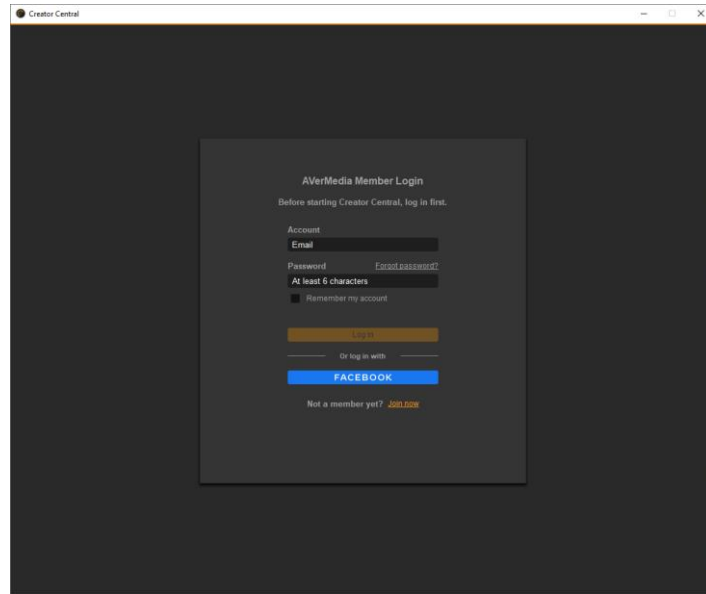 Creator Central
AVerMedia Member Login
Before starting Creator Central, log in first.
Account
Email
Password Forgot password?
At least 6 characters
Remember my account
Log in
Or log in with
FACEBOOK
Not a member yet? Join now